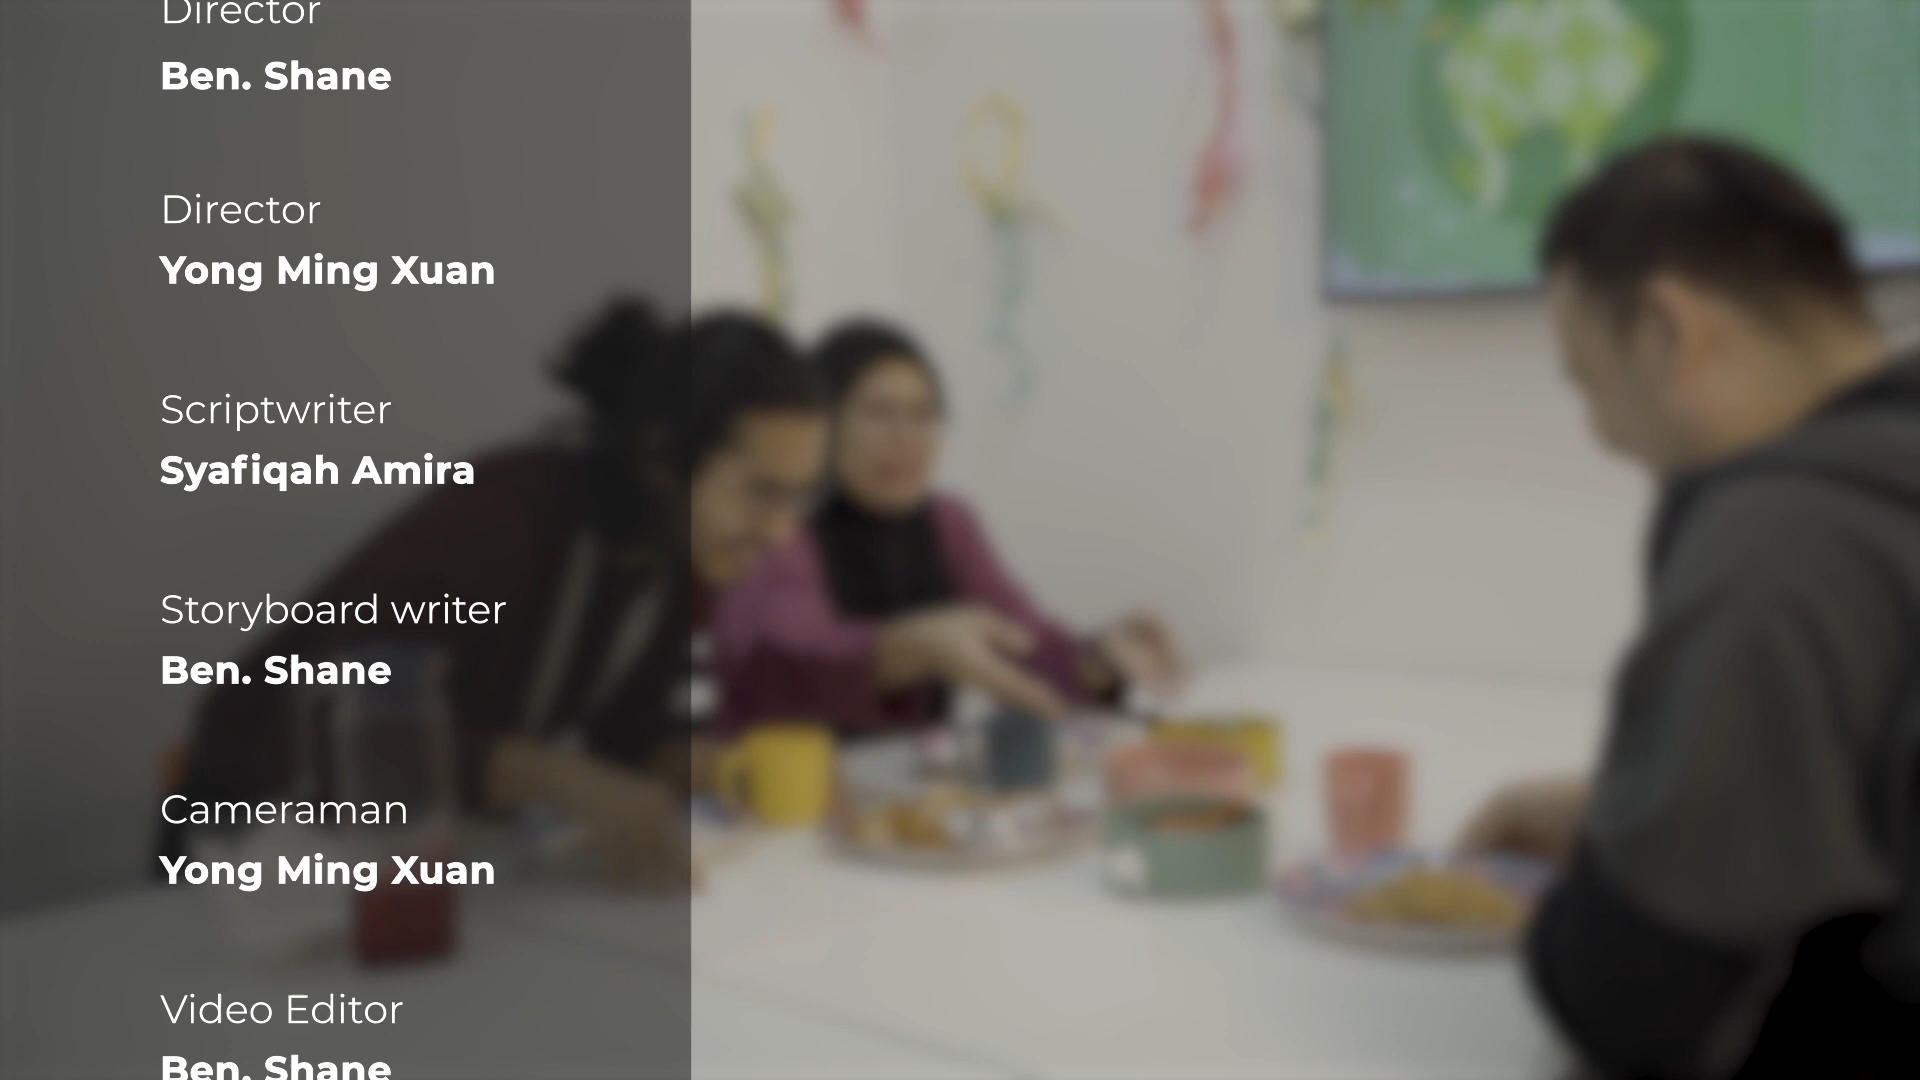 Director
Ben. Shane
Director
Yong Ming Xuan
Scriptwriter
Syafiqah Amira
Storyboard writer
Ben. Shane
Cameraman
Yong Ming Xuan
Video Editor
Ben. Shane